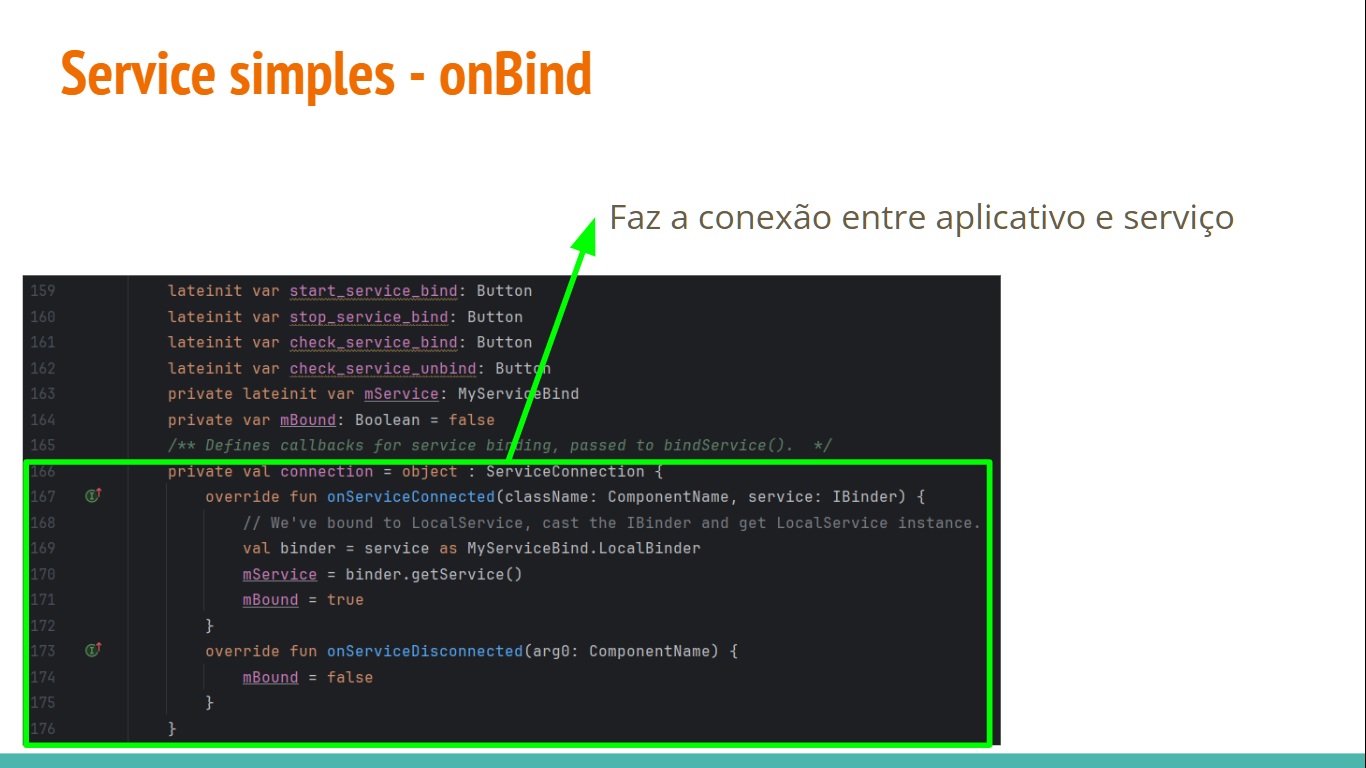 Service simples - onBind
Faz a conexão entre aplicativo e serviço
159 lateinit var start_service_bind: Button
160 lateinit var stop_service_bind: Button
161 lateinit var check_service_bind: Button
162 lateinit var check_service_unbind: Button
163 private lateinit var mService: MyServiceBind
164 private var mBound: Boolean = false
165 /** Defines callbacks for service binding, passed to bindService().  */
166 private val connection = object : ServiceConnection {
167 override fun onServiceConnected(className: ComponentName, service: IBinder) {
168 // We've bound to LocalService, cast the IBinder and get LocalService instance.
169 val binder = service as MyServiceBind.LocalBinder
170 mService = binder.getService()
171 mBound = true
172 }
173 override fun onServiceDisconnected(arg0: ComponentName) {
174 mBound = false
175 }
176 }